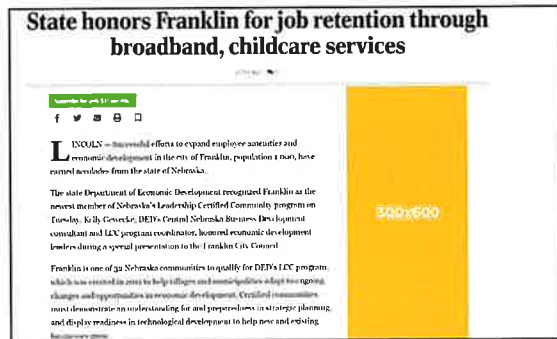 State honors Franklin for job retention through
broadband, childcare services
LINCOLN — Successful efforts to expand employee amenities and
economic development in the city of Franklin, population 1,000, have
earned accolades from the state of Nebraska.
The state Department of Economic Development recognized Franklin as the
newest member of Nebraska's Leadership Certified Community program on
Tuesday. Kelly Gewecke, DED's Central Nebraska Business Development
consultant and LCC program coordinator, honored economic development
leaders during a special presentation to the Franklin City Council
Franklin is one of 32 Nebraska communities to qualify for DED's LCC program,
which was created in 2011 to help villages and municipalities adapt to ongoing
changes and opportunities in economic development. Certified communities
must demonstrate an understanding for and preparedness in strategic planning,
and display readiness in technological development to help new and existing
businesses grow.
300x600